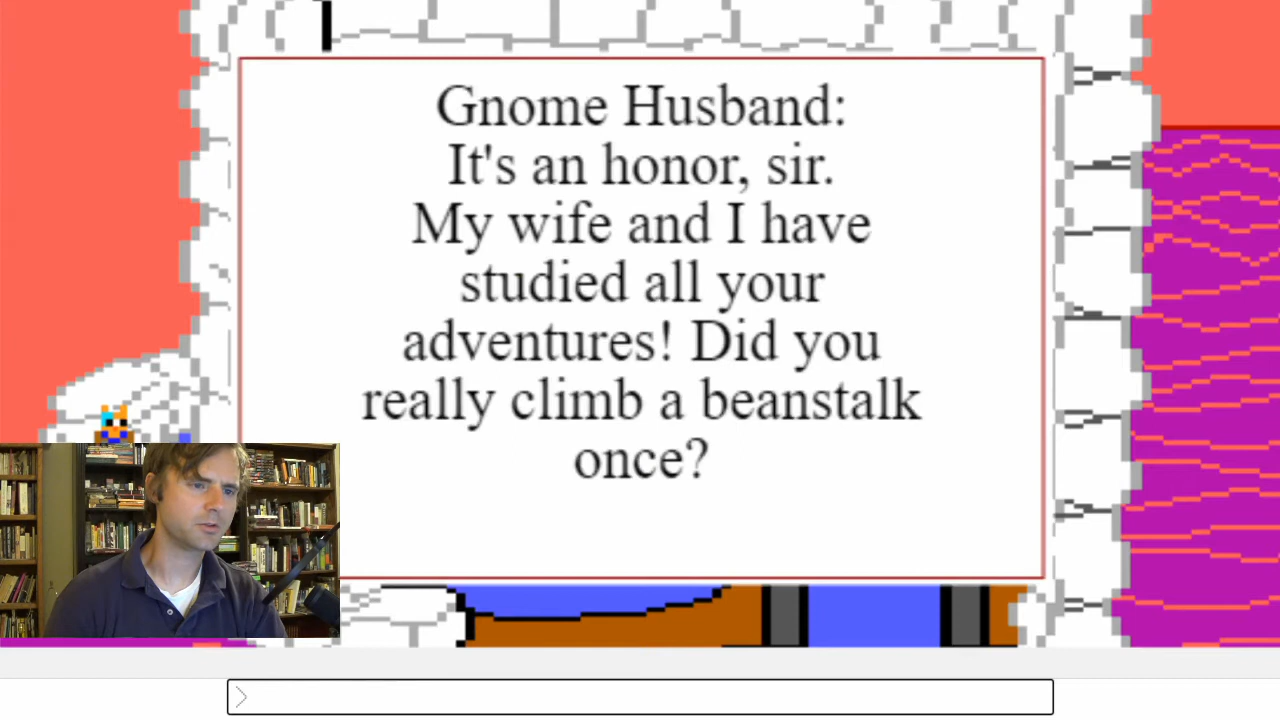 Gnome Husband:
It's an honor, sir.
My wife and I have
studied all your
adventures! Did you
really climb a beanstalk
once?